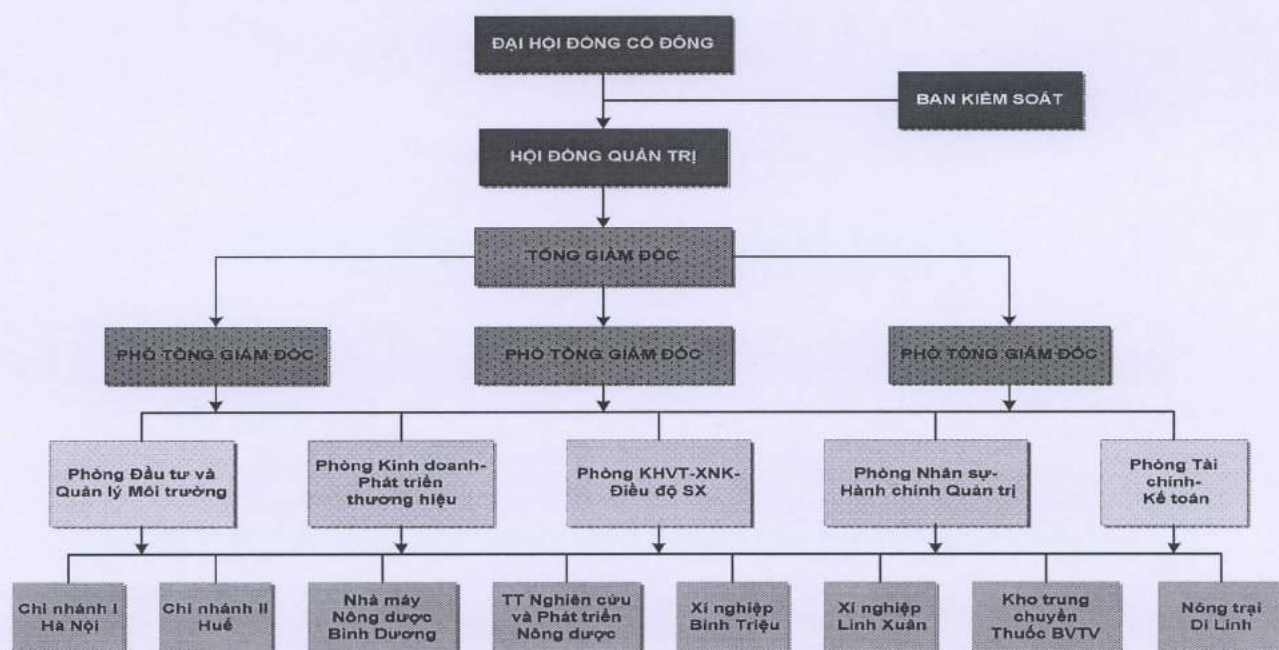 ĐẠI HỘI ĐỒNG CỔ ĐÔNG
BAN KIỂM SOÁT
HỘI ĐỒNG QUẢN TRỊ
TỔNG GIÁM ĐỐC
PHÓ TỔNG GIÁM ĐỐC
PHÓ TỔNG GIÁM ĐỐC
PHÓ TỔNG GIÁM ĐỐC
Phòng Đầu tư và
Quản lý Môi trường
Phòng Kinh doanh-
Phát triển
thương hiệu
Phòng KHVT-XNK-
Điều độ SX
Phòng Nhân sự-
Hành chính Quản trị
Phòng Tài
chính-
Kế toán
Chi nhánh I
Hà Nội
Chi nhánh II
Huế
Nhà máy
Nông dược
Bình Dương
TT Nghiên cứu
và Phát triển
Nông dược
Xí nghiệp
Bình Triệu
Xí nghiệp
Linh Xuân
Kho trung
chuyển
Thuốc BVTV
Nông trại
Di Linh